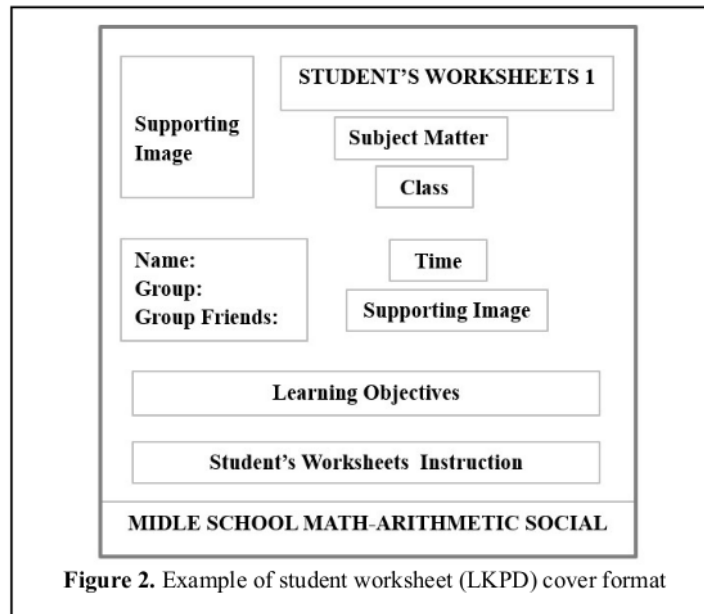 STUDENT'S WORKSHEETS 1
Supporting
Image
Subject Matter
Class
Name:
Group:
Group Friends:
Time
Supporting Image
Learning Objectives
Student's Worksheets Instruction
MIDLE SCHOOL MATH-ARITHMETIC SOCIAL
Figure 2. Example of student worksheet (LKPD) cover format